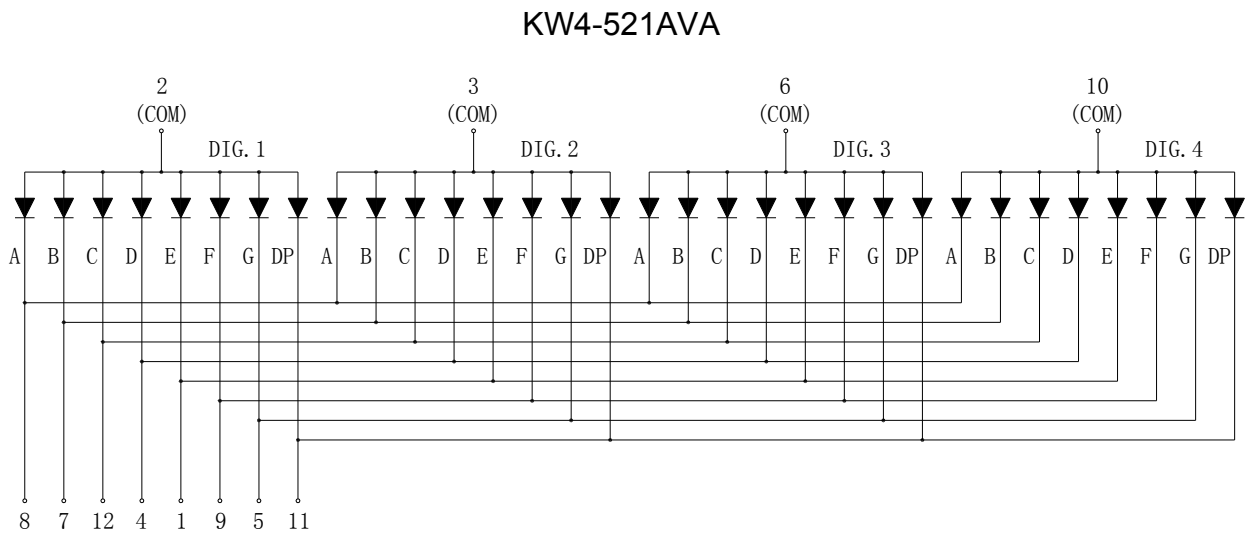 KW4-521AVA
2 3 6 10
(COM) (COM) (COM) (COM)
DIG.1 DIG.2 DIG.3 DIG.4
A B C D E F G DP A B C D E F G DP A B C D E F G DP A B C D E F G DP
8 7 12 4 1 9 5 11